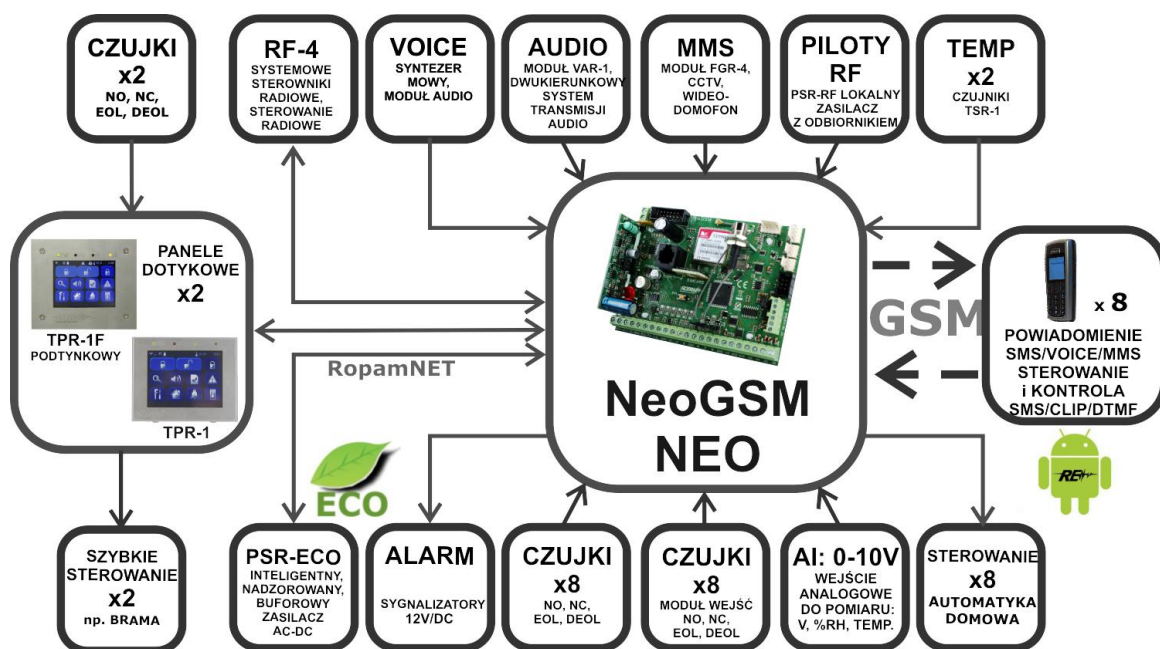 CZUJKI
x2
NO, NC,
EOL, DEOL
RF-4
SYSTEMOWE
STEROWNIKI
RADIOWE,
STEROWANIE
RADIOWE
VOICE
SYNTEZER
MOWY,
MODUŁ AUDIO
AUDIO
MODUŁ VAR-1,
DWUKIERUNKOWY
SYSTEM
TRANSMISJI
AUDIO
MMS
MODUŁ FGR-4,
CCTV,
WIDEO-
DOMOFON
PILOTY
RF
PSR-RF LOKALNY
ZASILACZ
Z ODBIORNIKIEM
TEMP
x2
CZUJNIKI
TSR-1
PANELE
DOTYKOWE
x2
TPR-1F
PODTYNKOWY
TPR-1
RopamNET
NeoGSM
NEO
GSM
x 8
POWIADOMIENIE
SMS/VOICE/MMS
STEROWANIE
i KONTROLA
SMS/CLIP/DTMF
RE
ECO
SZYBKIE
STEROWANIE
x2
np. BRAMA
PSR-ECO
INTELIGENTNY,
NADZOROWANY,
BUFOROWY
ZASILACZ
AC-DC
ALARM
SYGNALIZATORY
12V/DC
CZUJKI
x8
NO, NC,
EOL, DEOL
CZUJKI
x8
MODUŁ WEJŚĆ
NO, NC,
EOL, DEOL
AI: 0-10V
WEJŚCIE
ANALOGOWE
DO POMIARU:
V, %RH, TEMP.
STEROWANIE
x8
AUTOMATYKA
DOMOWA